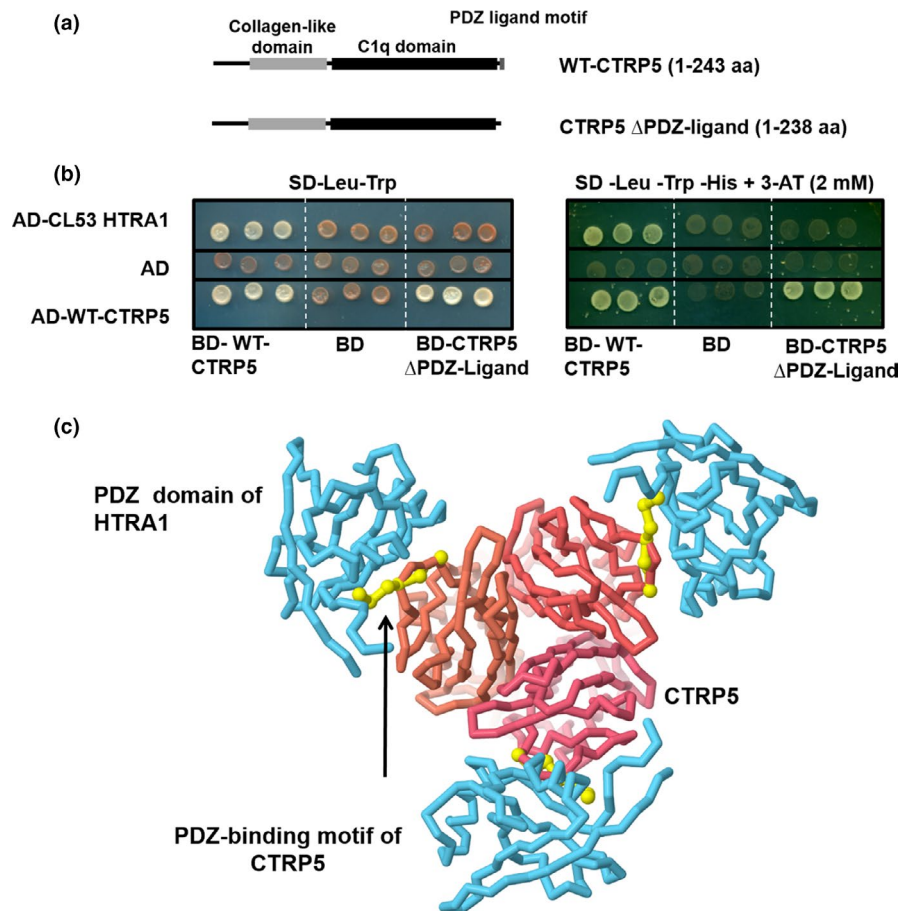 (a)
PDZ ligand motif
Collagen-like
domain
C1q domain
WT-CTRP5 (1-243 aa)
CTRP5 ΔPDZ-ligand (1-238 aa)
(b)
SD-Leu-Trp
SD -Leu -Trp -His + 3-AT (2 mM)
AD-CL53 HTRA1
AD
AD-WT-CTRP5
BD- WT-
CTRP5
BD
BD-CTRP5
ΔPDZ-Ligand
BD- WT-
CTRP5
BD
BD-CTRP5
ΔPDZ-Ligand
(c)
PDZ domain of
HTRA1
CTRP5
PDZ-binding motif of
CTRP5